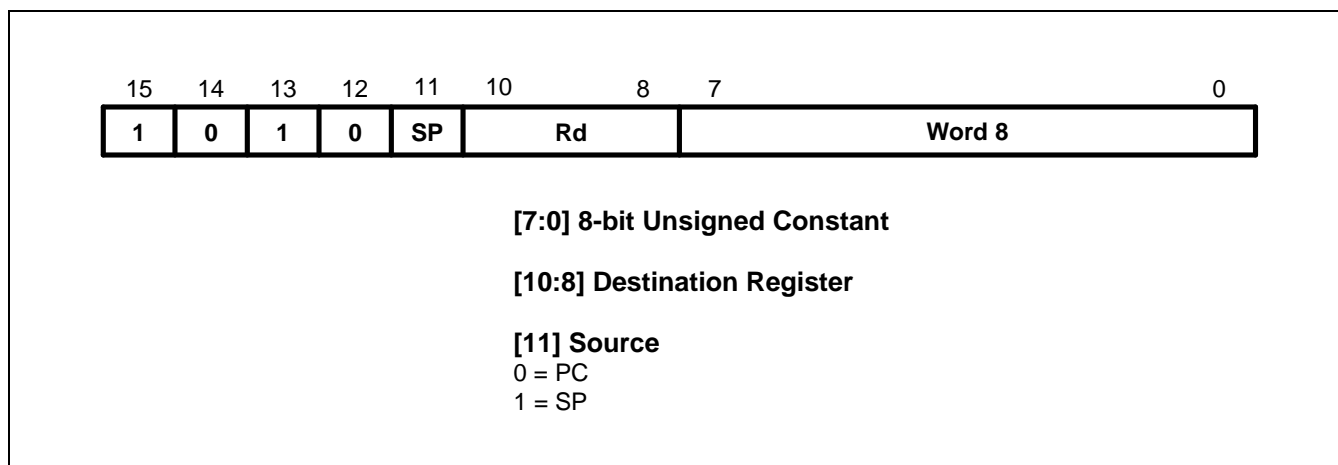 15 14 13 12 11 10 8 7 0
1 0 1 0 SP Rd Word 8
[7:0] 8-bit Unsigned Constant
[10:8] Destination Register
[11] Source
0 = PC
1 = SP